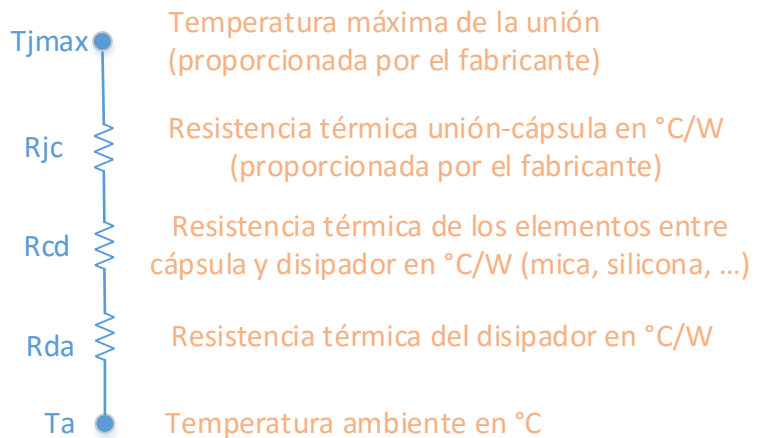 Tjmax
Temperatura máxima de la unión
(proporcionada por el fabricante)
Rjc
Resistencia térmica unión-cápsula en °C/W
(proporcionada por el fabricante)
Rcd
Resistencia térmica de los elementos entre
cápsula y disipador en °C/W (mica, silicona, ...)
Rda
Resistencia térmica del disipador en °C/W
Ta
Temperatura ambiente en °C